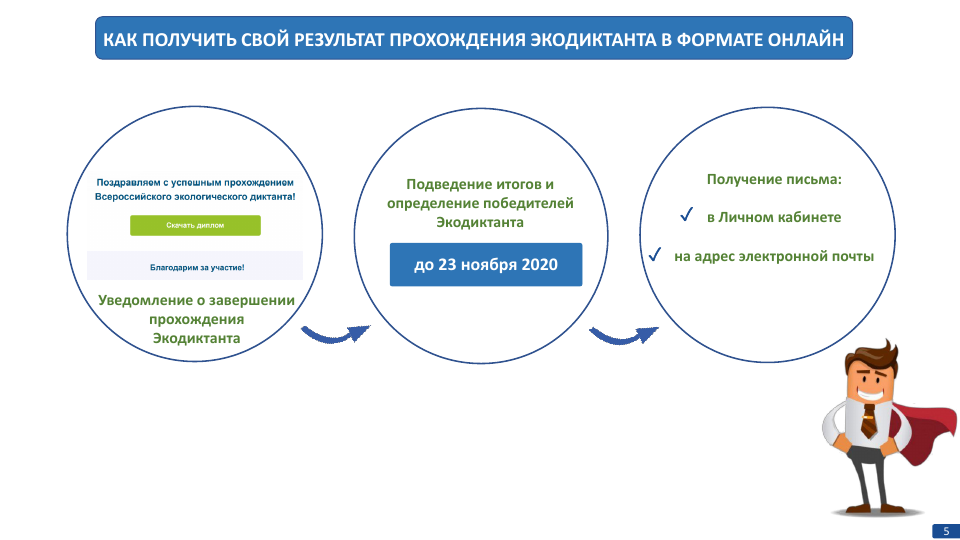 КАК ПОЛУЧИТЬ СВОЙ РЕЗУЛЬТАТ ПРОХОЖДЕНИЯ ЭКОДИКТАНТА В ФОРМАТЕ ОНЛАЙН
Поздравляем с успешным прохождением
Всероссийского экологического диктанта!
Скачать диплом
Благодарим за участие!
Уведомление о завершении
прохождения
Экодиктанта
Подведение итогов и
определение победителей
Экодиктанта
до 23 ноября 2020
Получение письма:
✓ в Личном кабинете
✓ на адрес электронной почты
5